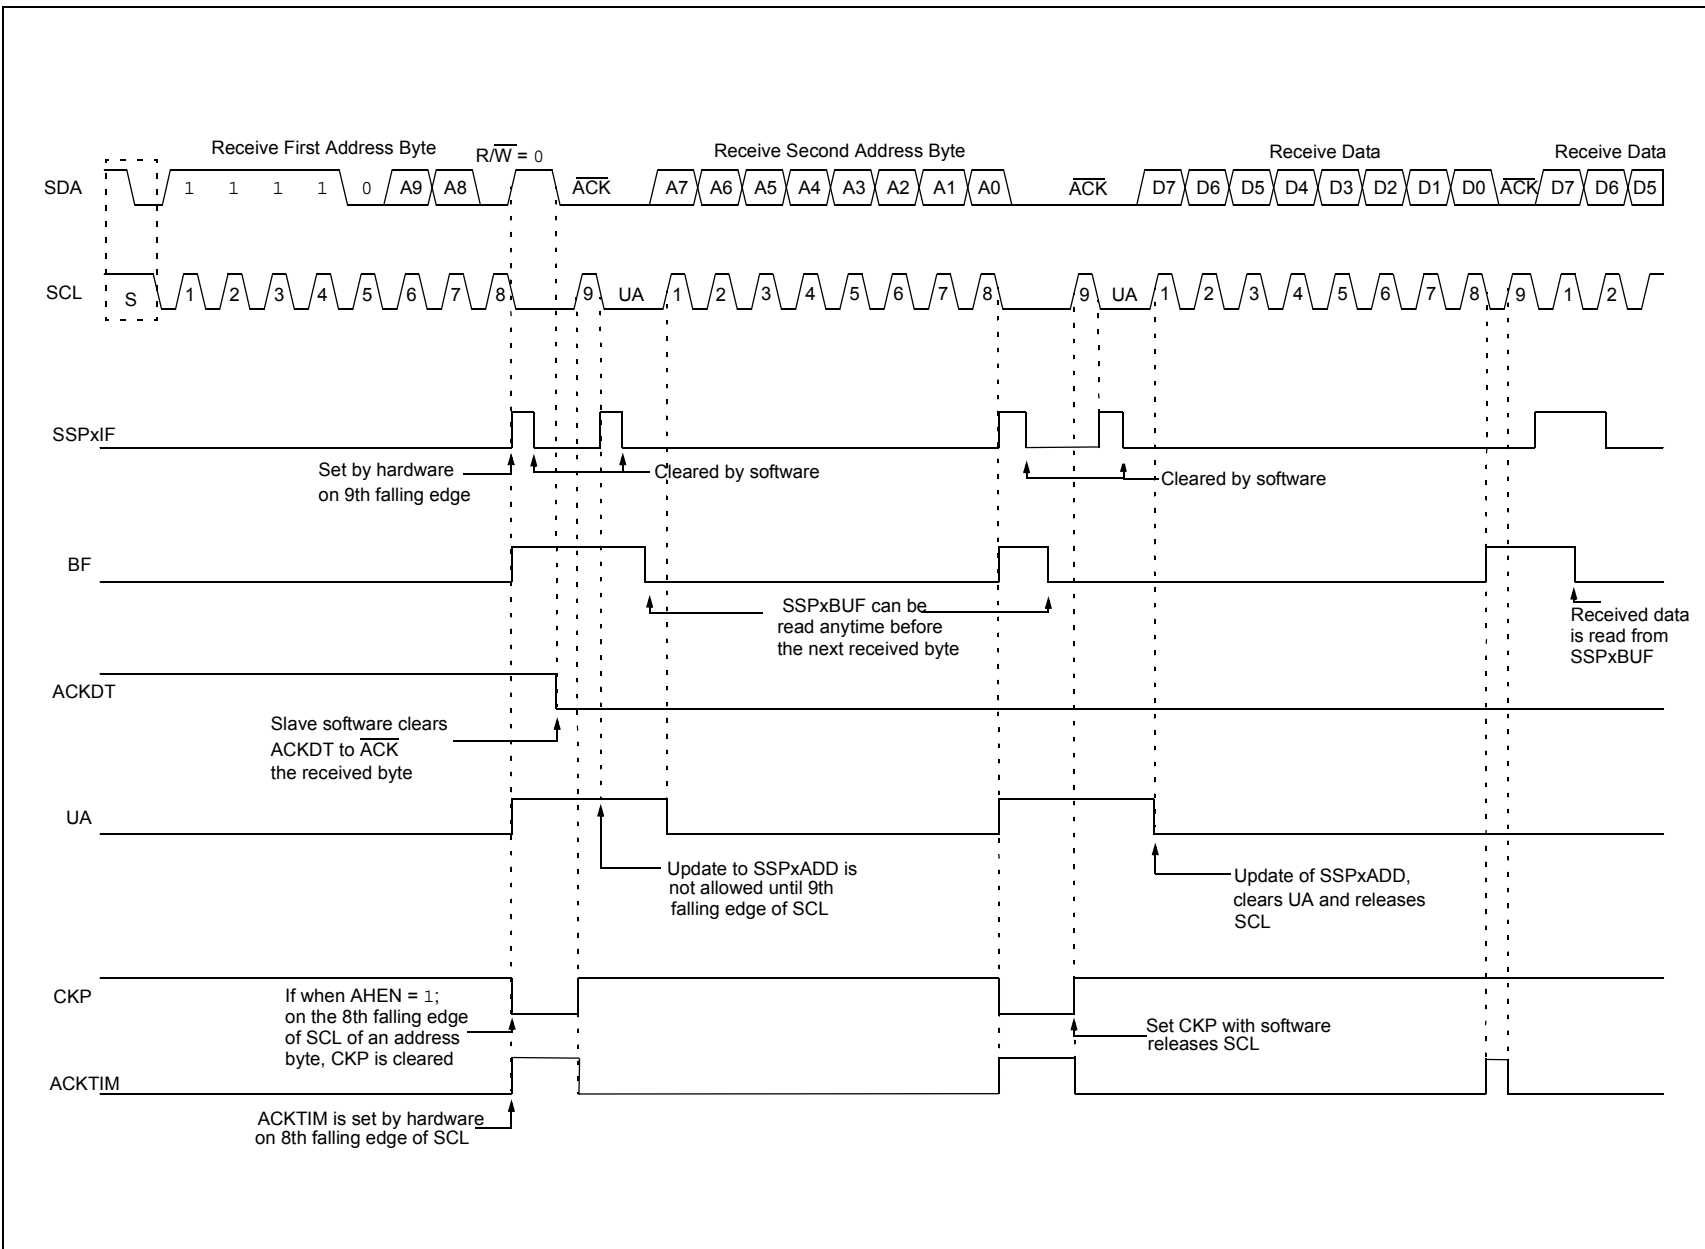 Receive First Address Byte
R/W = 0
Receive Second Address Byte
Receive Data
Receive Data
SDA
1 1 1 1 0 A9 A8 ACK A7 A6 A5 A4 A3 A2 A1 A0 ACK D7 D6 D5 D4 D3 D2 D1 D0 ACK D7 D6 D5
SCL
S 1 2 3 4 5 6 7 8 9 UA 1 2 3 4 5 6 7 8 9 UA 1 2 3 4 5 6 7 8 9 1 2
SSPxIF
Set by hardware
on 9th falling edge
Cleared by software
Cleared by software
BF
SSPxBUF can be
read anytime before
the next received byte
Received data
is read from
SSPxBUF
ACKDT
Slave software clears
ACKDT to ACK
the received byte
UA
Update to SSPxADD is
not allowed until 9th
falling edge of SCL
Update of SSPxADD,
clears UA and releases
SCL
CKP
If when AHEN = 1;
on the 8th falling edge
of SCL of an address
byte, CKP is cleared
Set CKP with software
releases SCL
ACKTIM
ACKTIM is set by hardware
on 8th falling edge of SCL